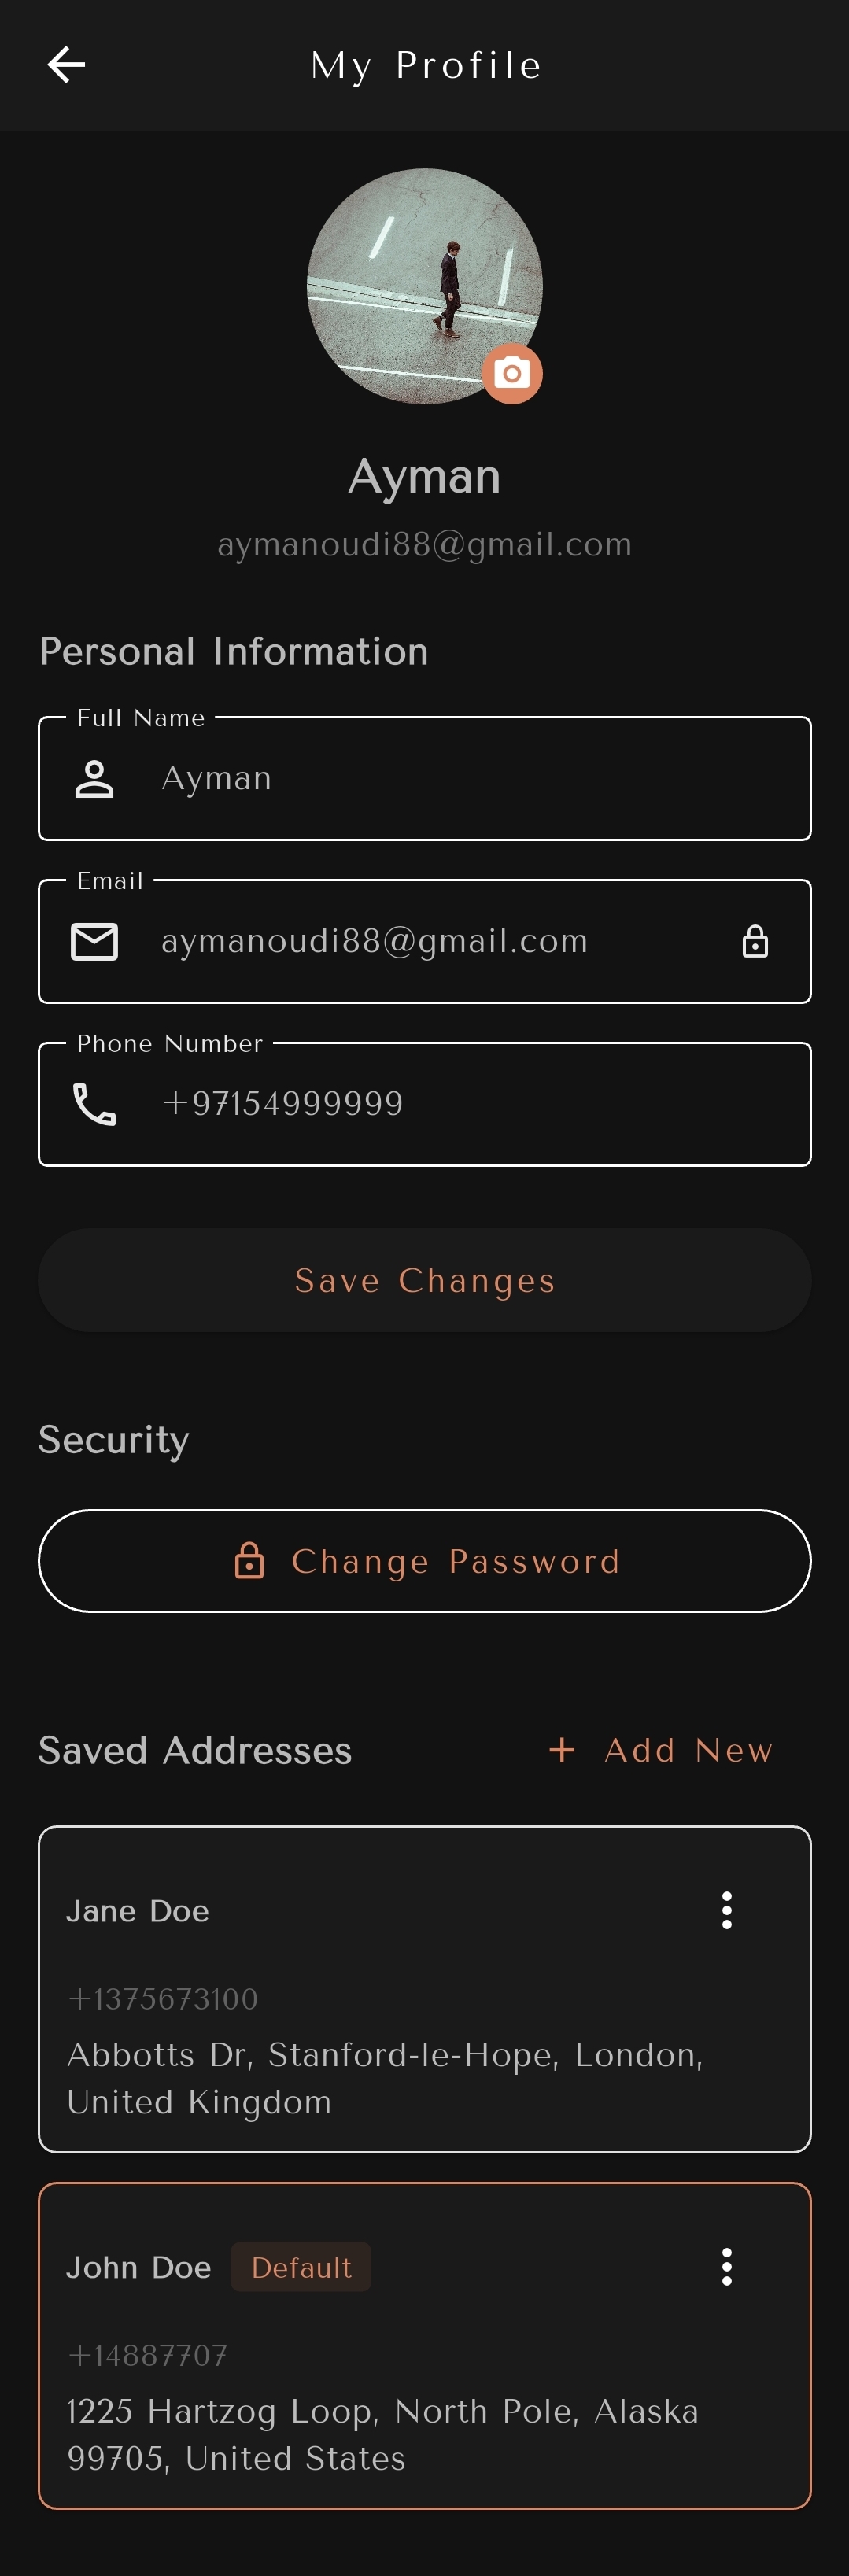 My Profile
Ayman
aymanoudi88@gmail.com
Personal Information
Full Name
Ayman
Email
aymanoudi88@gmail.com
Phone Number
+97154999999
Save Changes
Security
Change Password
Saved Addresses
+ Add New
Jane Doe
+1375673100
Abbotts Dr, Stanford-le-Hope, London,
United Kingdom
John Doe Default
+14887707
1225 Hartzog Loop, North Pole, Alaska
99705, United States